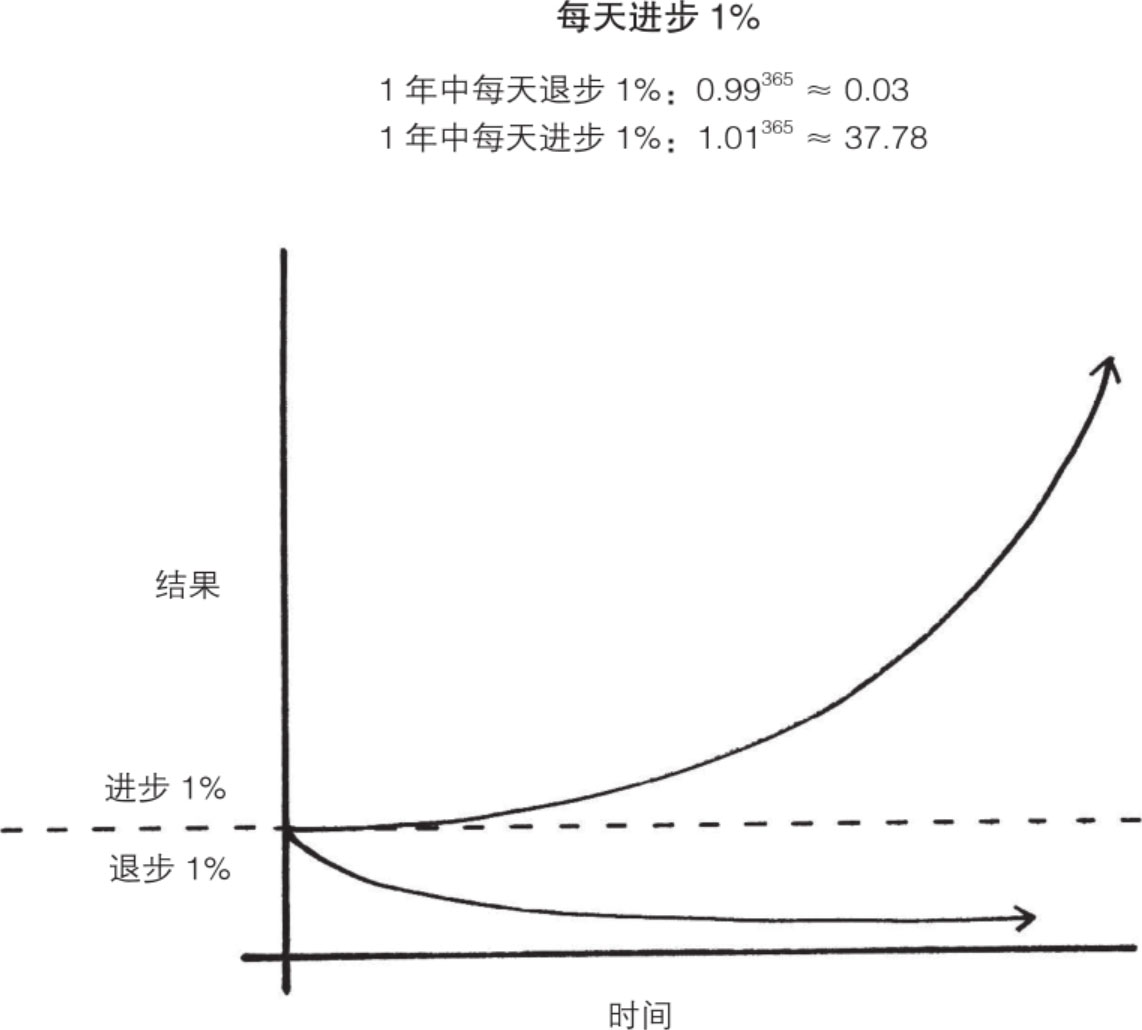 每天进步 1%
1 年中每天退步 1%：0.99³⁶⁵ ≈ 0.03
1 年中每天进步 1%：1.01³⁶⁵ ≈ 37.78
结果
进步 1%
退步 1%
时间